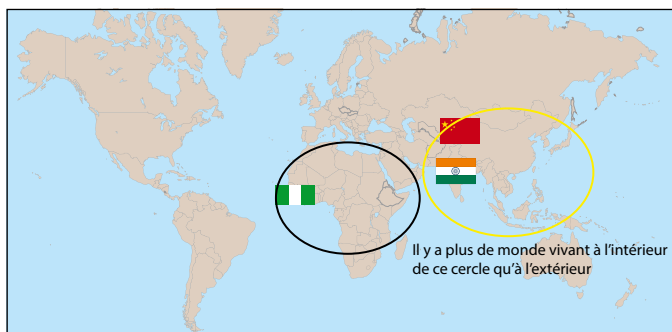 Il y a plus de monde vivant à l’intérieur
de ce cercle qu’à l’extérieur